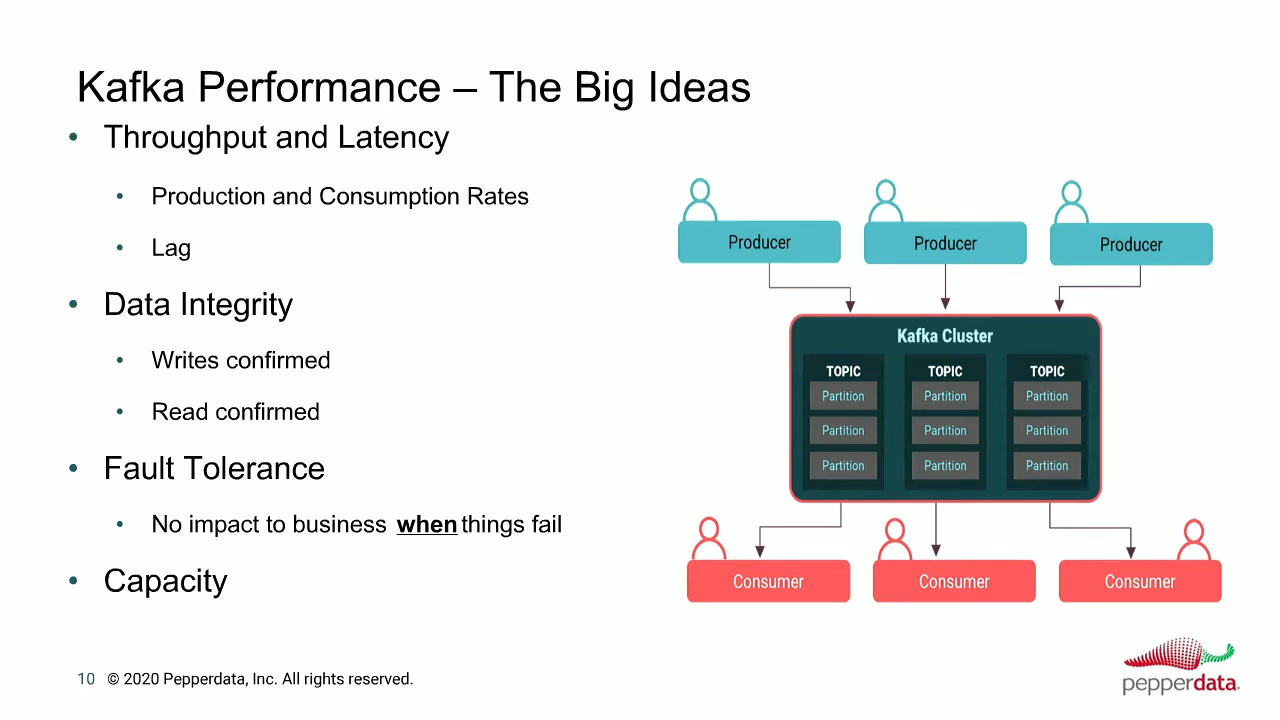 Kafka Performance – The Big Ideas
• Throughput and Latency
• Production and Consumption Rates
• Lag
• Data Integrity
• Writes confirmed
• Read confirmed
• Fault Tolerance
• No impact to business when things fail
• Capacity
Producer
Producer
Producer
Kafka Cluster
TOPIC
Partition
Partition
Partition
TOPIC
Partition
Partition
Partition
TOPIC
Partition
Partition
Partition
Consumer
Consumer
Consumer
10 © 2020 Pepperdata, Inc. All rights reserved.
pepperdata.